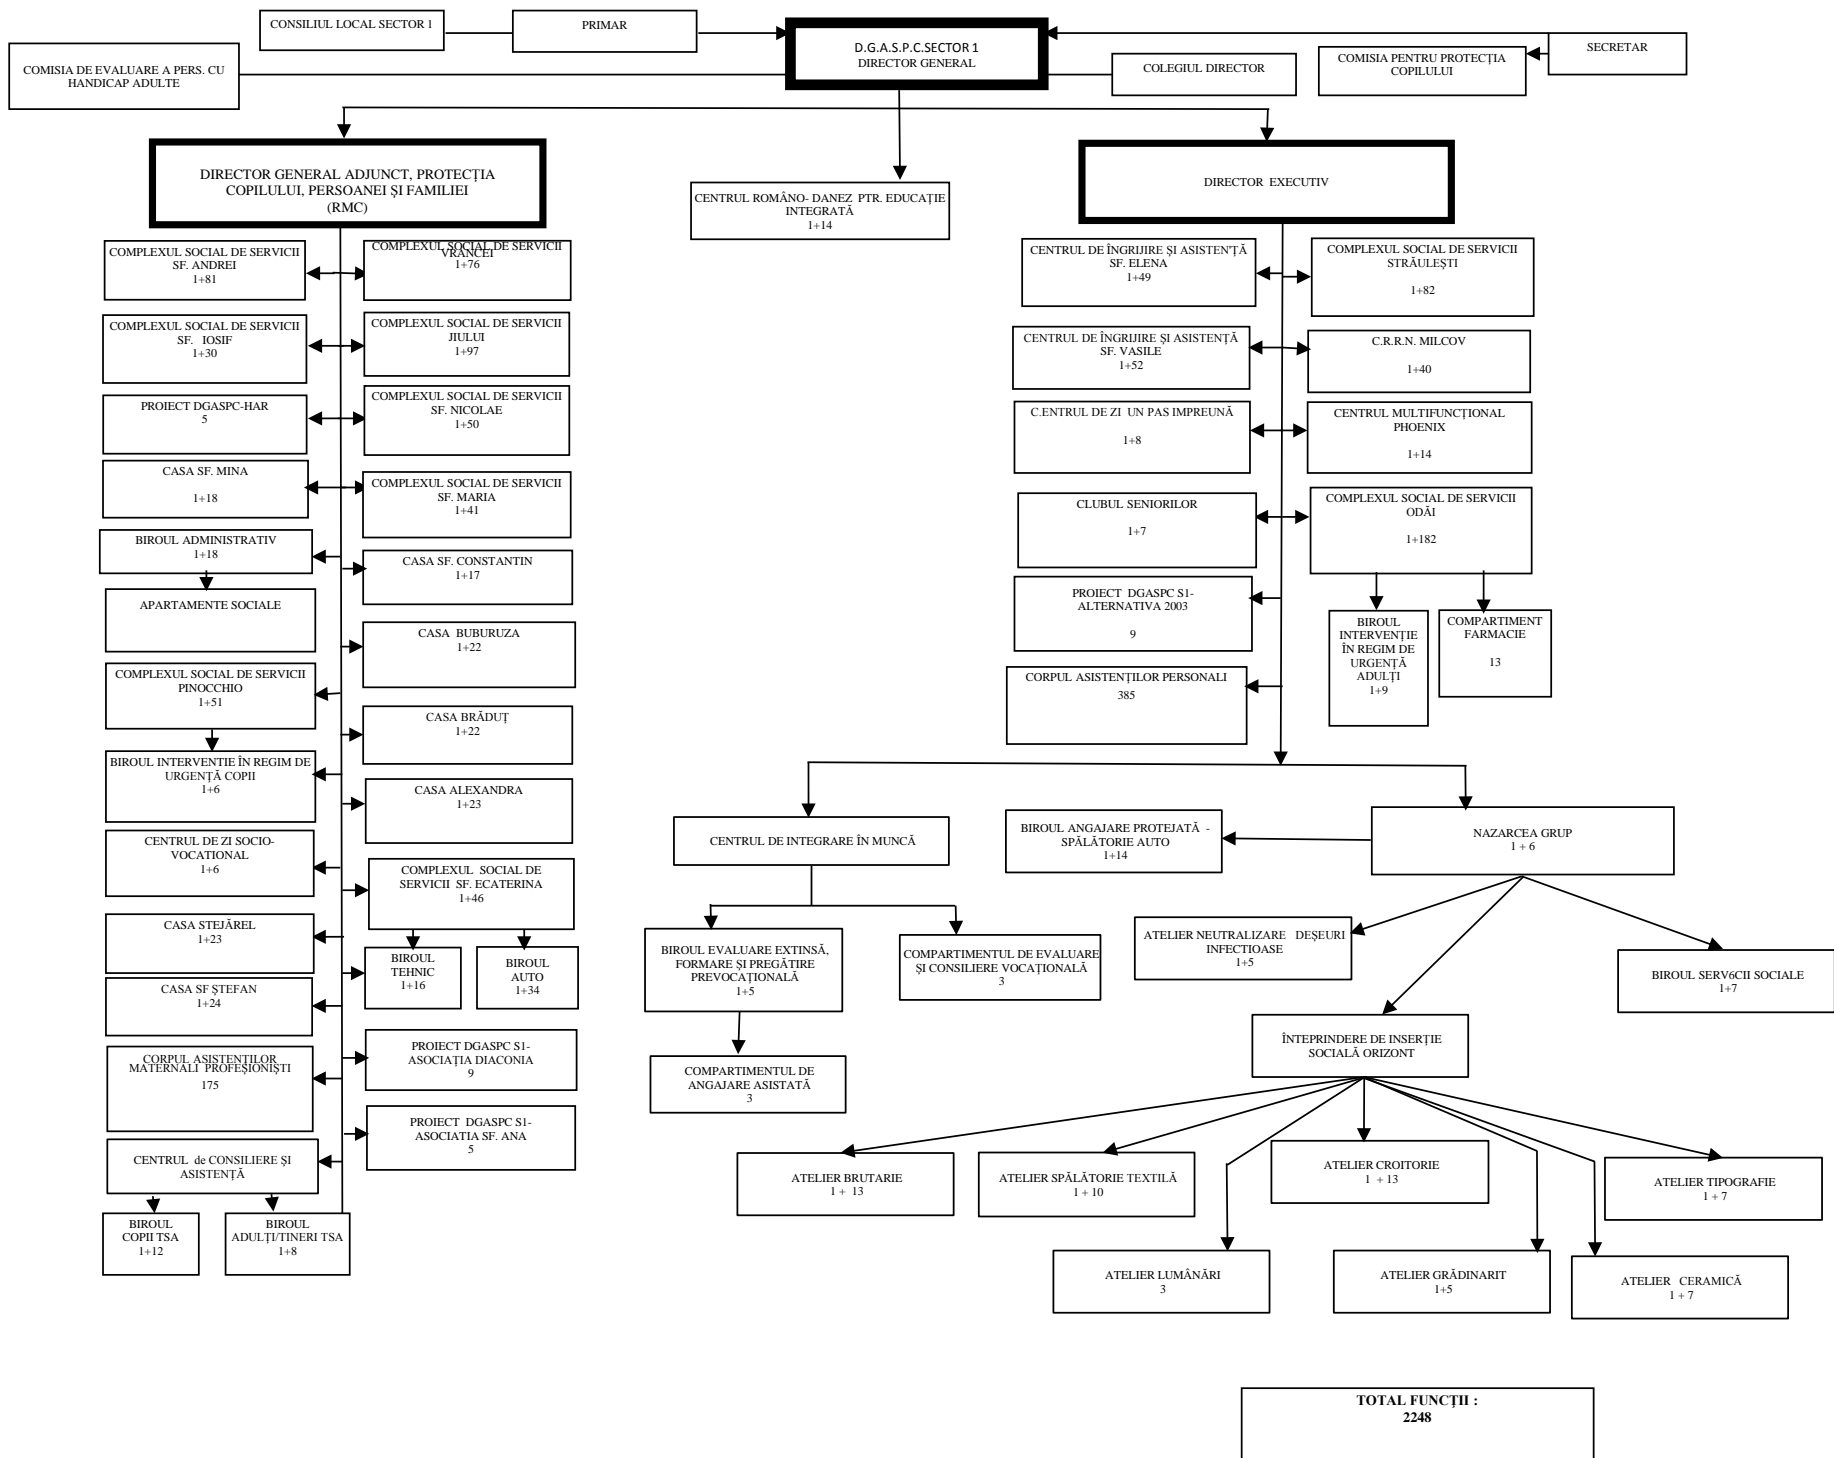 CONSILIUL LOCAL SECTOR 1
PRIMAR
D.G.A.S.P.C.SECTOR 1
DIRECTOR GENERAL
SECRETAR
COMISIA DE EVALUARE A PERS. CU
HANDICAP ADULTE
COLEGIUL DIRECTOR
COMISIA PENTRU PROTECȚIA
COPILULUI
DIRECTOR GENERAL ADJUNCT, PROTECȚIA
COPILULUI, PERSOANEI ȘI FAMILIEI
(RMC)
CENTRUL ROMÂNO- DANEZ PTR. EDUCAȚIE
INTEGRATĂ
1+14
DIRECTOR EXECUTIV
COMPLEXUL SOCIAL DE SERVICII
SF. ANDREI
1+81
COMPLEXUL SOCIAL DE SERVICII
VRANCEI
1+76
COMPLEXUL SOCIAL DE SERVICII
SF. IOSIF
1+30
COMPLEXUL SOCIAL DE SERVICII
JIULUI
1+97
PROIECT DGASPC-HAR
5
COMPLEXUL SOCIAL DE SERVICII
SF. NICOLAE
1+50
CASA SF. MINA
1+18
COMPLEXUL SOCIAL DE SERVICII
SF. MARIA
1+41
BIROUL ADMINISTRATIV
1+18
CASA SF. CONSTANTIN
1+17
APARTAMENTE SOCIALE
CASA BUBURUZA
1+22
COMPLEXUL SOCIAL DE SERVICII
PINOCCHIO
1+51
CASA BRĂDUȚ
1+22
BIROUL INTERVENTIE ÎN REGIM DE
URGENȚĂ COPII
1+6
CASA ALEXANDRA
1+23
CENTRUL DE ZI SOCIO-
VOCATIONAL
1+6
COMPLEXUL SOCIAL DE
SERVICII SF. ECATERINA
1+46
CASA STEJĂREL
1+23
BIROUL
TEHNIC
1+16
BIROUL
AUTO
1+34
CASA SF ȘTEFAN
1+24
PROIECT DGASPC S1-
ASOCIAȚIA DIACONIA
9
CORPUL ASISTENȚILOR
MATERNALI PROFESIONIȘTI
175
PROIECT DGASPC S1-
ASOCIATIA SF. ANA
5
CENTRUL de CONSILIERE ȘI
ASISTENȚĂ
BIROUL
COPII TSA
1+12
BIROUL
ADULȚI/TINERI TSA
1+8
CENTRUL DE ÎNGRIJIRE ȘI ASISTENȚĂ
SF. ELENA
1+49
COMPLEXUL SOCIAL DE SERVICII
STRĂULEȘTI
1+82
CENTRUL DE ÎNGRIJIRE ȘI ASISTENȚĂ
SF. VASILE
1+52
C.R.R.N. MILCOV
1+40
C.ENTRUL DE ZI UN PAS IMPREUNĂ
1+8
CENTRUL MULTIFUNCȚIONAL
PHOENIX
1+14
CLUBUL SENIORILOR
1+7
COMPLEXUL SOCIAL DE SERVICII
ODĂI
1+182
PROIECT DGASPC S1-
ALTERNATIVA 2003
9
BIROUL
INTERVENȚIE
ÎN REGIM DE
URGENȚĂ
ADULȚI
1+9
COMPARTIMENT
FARMACIE
13
CORPUL ASISTENȚILOR PERSONALI
385
CENTRUL DE INTEGRARE ÎN MUNCĂ
BIROUL ANGAJARE PROTEJATĂ -
SPĂLĂTORIE AUTO
1+14
NAZARCEA GRUP
1 + 6
BIROUL EVALUARE EXTINSĂ,
FORMARE ȘI PREGĂTIRE
PREVOCAȚIONALĂ
1+5
COMPARTIMENTUL DE EVALUARE
ȘI CONSILIERE VOCAȚIONALĂ
3
ATELIER NEUTRALIZARE DEȘEURI
INFECTIOASE
1+5
BIROUL SERV6CII SOCIALE
1+7
COMPARTIMENTUL DE
ANGAJARE ASISTATĂ
3
ÎNTEPRINDERE DE INSERȚIE
SOCIALĂ ORIZONT
ATELIER BRUTARIE
1 + 13
ATELIER SPĂLĂTORIE TEXTILĂ
1 + 10
ATELIER CROITORIE
1 + 13
ATELIER TIPOGRAFIE
1 + 7
ATELIER LUMÂNĂRI
3
ATELIER GRĂDINARIT
1+5
ATELIER CERAMICĂ
1 + 7
TOTAL FUNCȚII :
2248